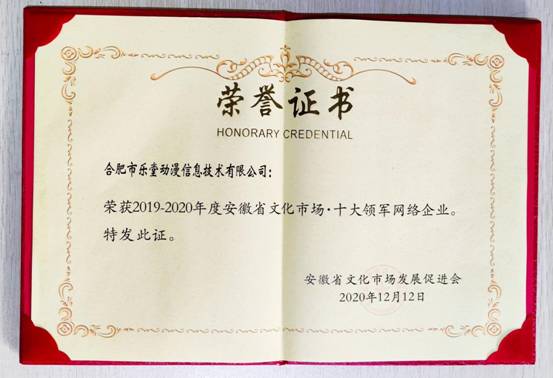 荣誉证书
HONORARY CREDENTIAL
合肥市乐堂动漫信息技术有限公司：
荣获2019-2020年度安徽省文化市场·十大领军网络企业。
特发此证。
安徽省文化市场发展促进会
2020年12月12日